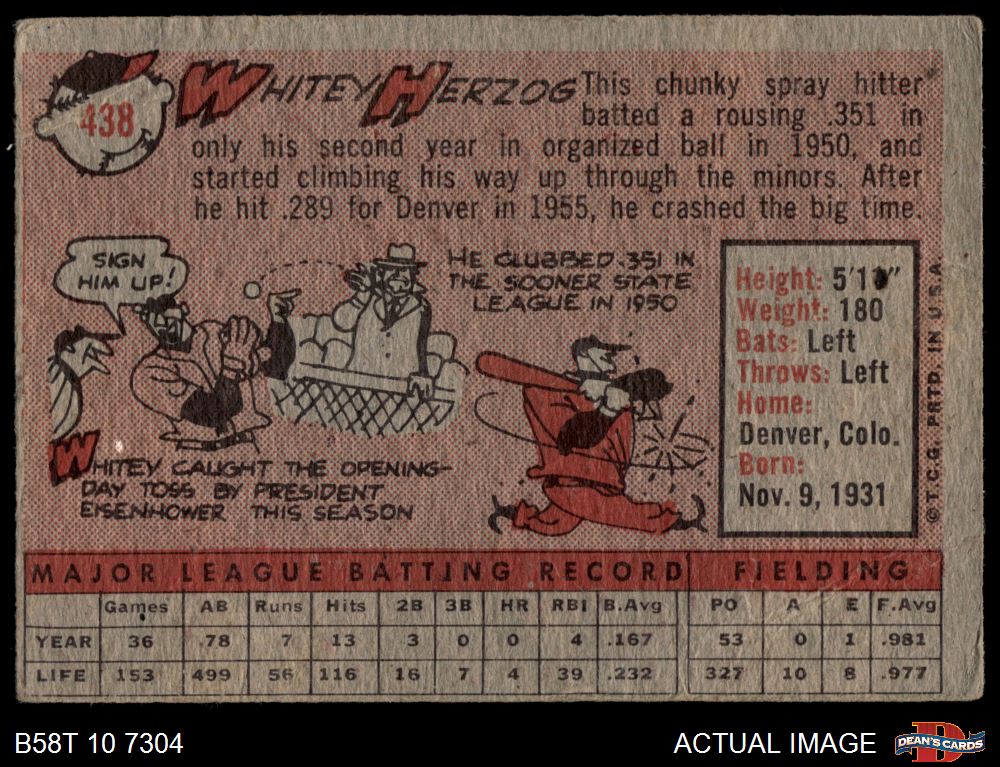 438
WHITEY HERZOG This chunky spray hitter
batted a rousing .351 in
only his second year in organized ball in 1950, and
started climbing his way up through the minors. After
he hit .289 for Denver in 1955, he crashed the big time.
SIGN
HIM UP!
HE CLUBBED .351 IN
THE SOONER STATE
LEAGUE IN 1950
WHITEY CAUGHT THE OPENING-
DAY TOSS BY PRESIDENT
EISENHOWER THIS SEASON
Height: 5'11"
Weight: 180
Bats: Left
Throws: Left
Home:
Denver, Colo.
Born:
Nov. 9, 1931
© T.C.G. PRTD. IN U.S.A.
MAJOR LEAGUE BATTING RECORD FIELDING
Games AB Runs Hits 2B 3B HR RBI B.Avg PO A E F.Avg
YEAR 36 78 7 13 3 0 0 4 .167 53 0 1 .981
LIFE 153 499 56 116 16 7 4 39 .232 327 10 8 .977
B58T 10 7304 ACTUAL IMAGE DEAN'S CARDS